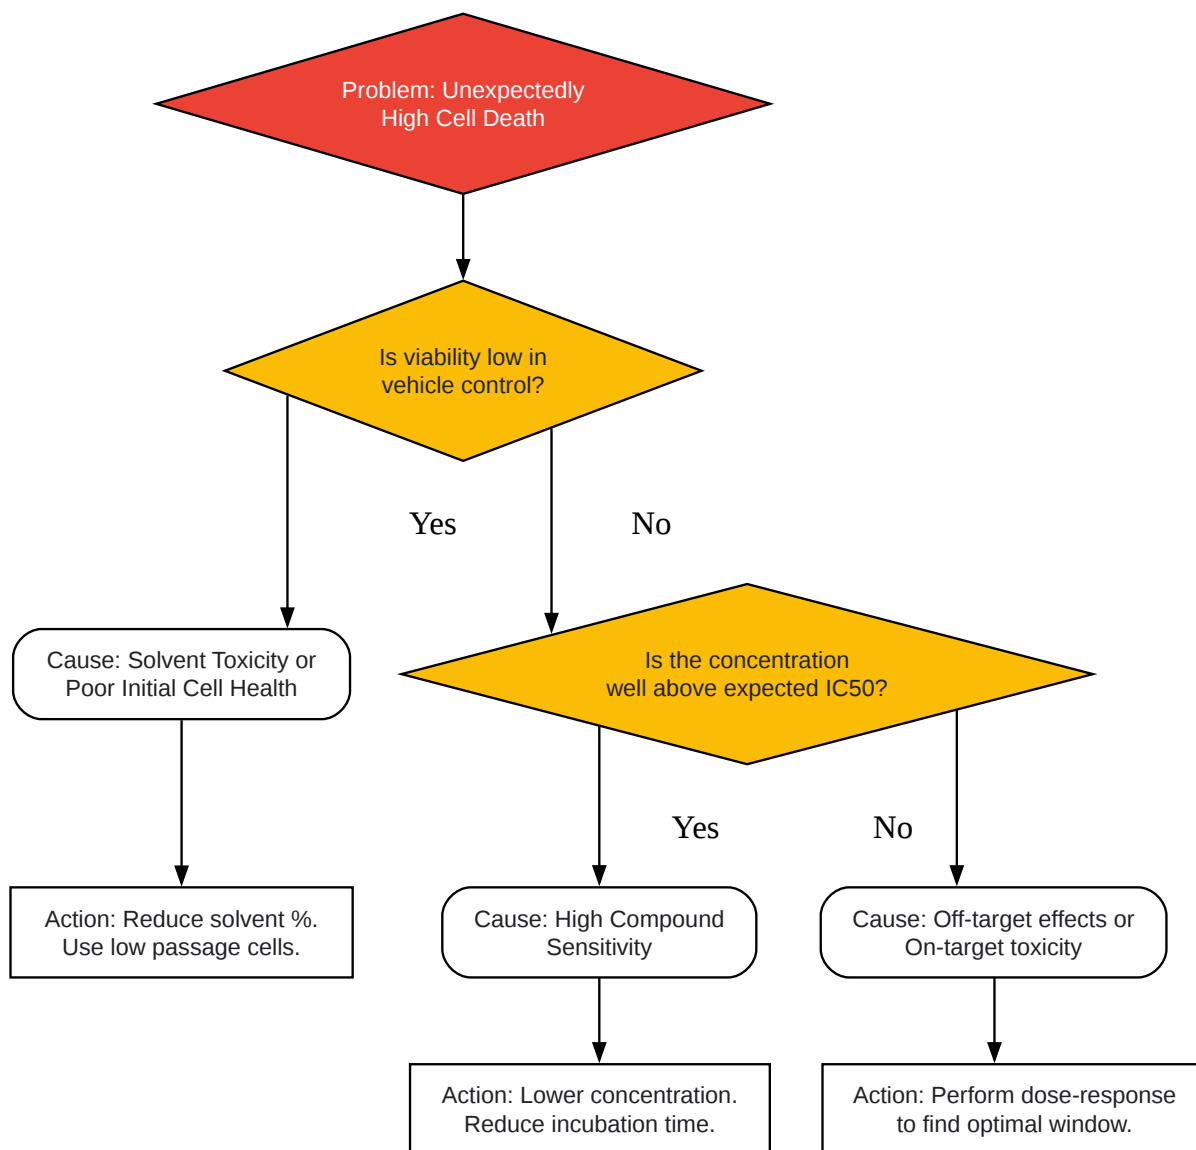 Problem: Unexpectedly
High Cell Death
Is viability low in
vehicle control?
Yes
No
Cause: Solvent Toxicity or
Poor Initial Cell Health
Is the concentration
well above expected IC50?
Yes
No
Action: Reduce solvent %.
Use low passage cells.
Cause: High Compound
Sensitivity
Cause: Off-target effects or
On-target toxicity
Action: Lower concentration.
Reduce incubation time.
Action: Perform dose-response
to find optimal window.